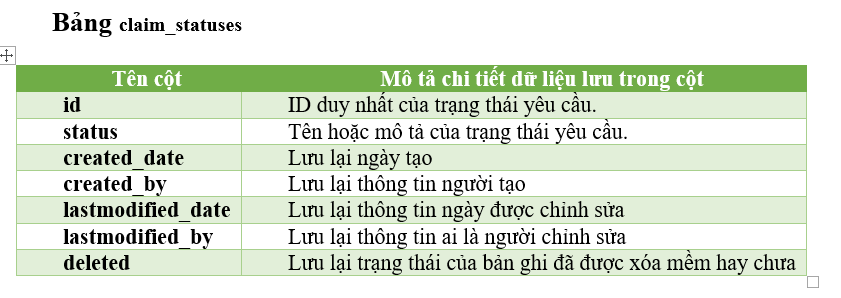 Bảng claim_statuses
Tên cột Mô tả chi tiết dữ liệu lưu trong cột
id ID duy nhất của trạng thái yêu cầu.
status Tên hoặc mô tả của trạng thái yêu cầu.
created_date Lưu lại ngày tạo
created_by Lưu lại thông tin người tạo
lastmodified_date Lưu lại thông tin ngày được chỉnh sửa
lastmodified_by Lưu lại thông tin ai là người chỉnh sửa
deleted Lưu lại trạng thái của bản ghi đã được xóa mềm hay chưa